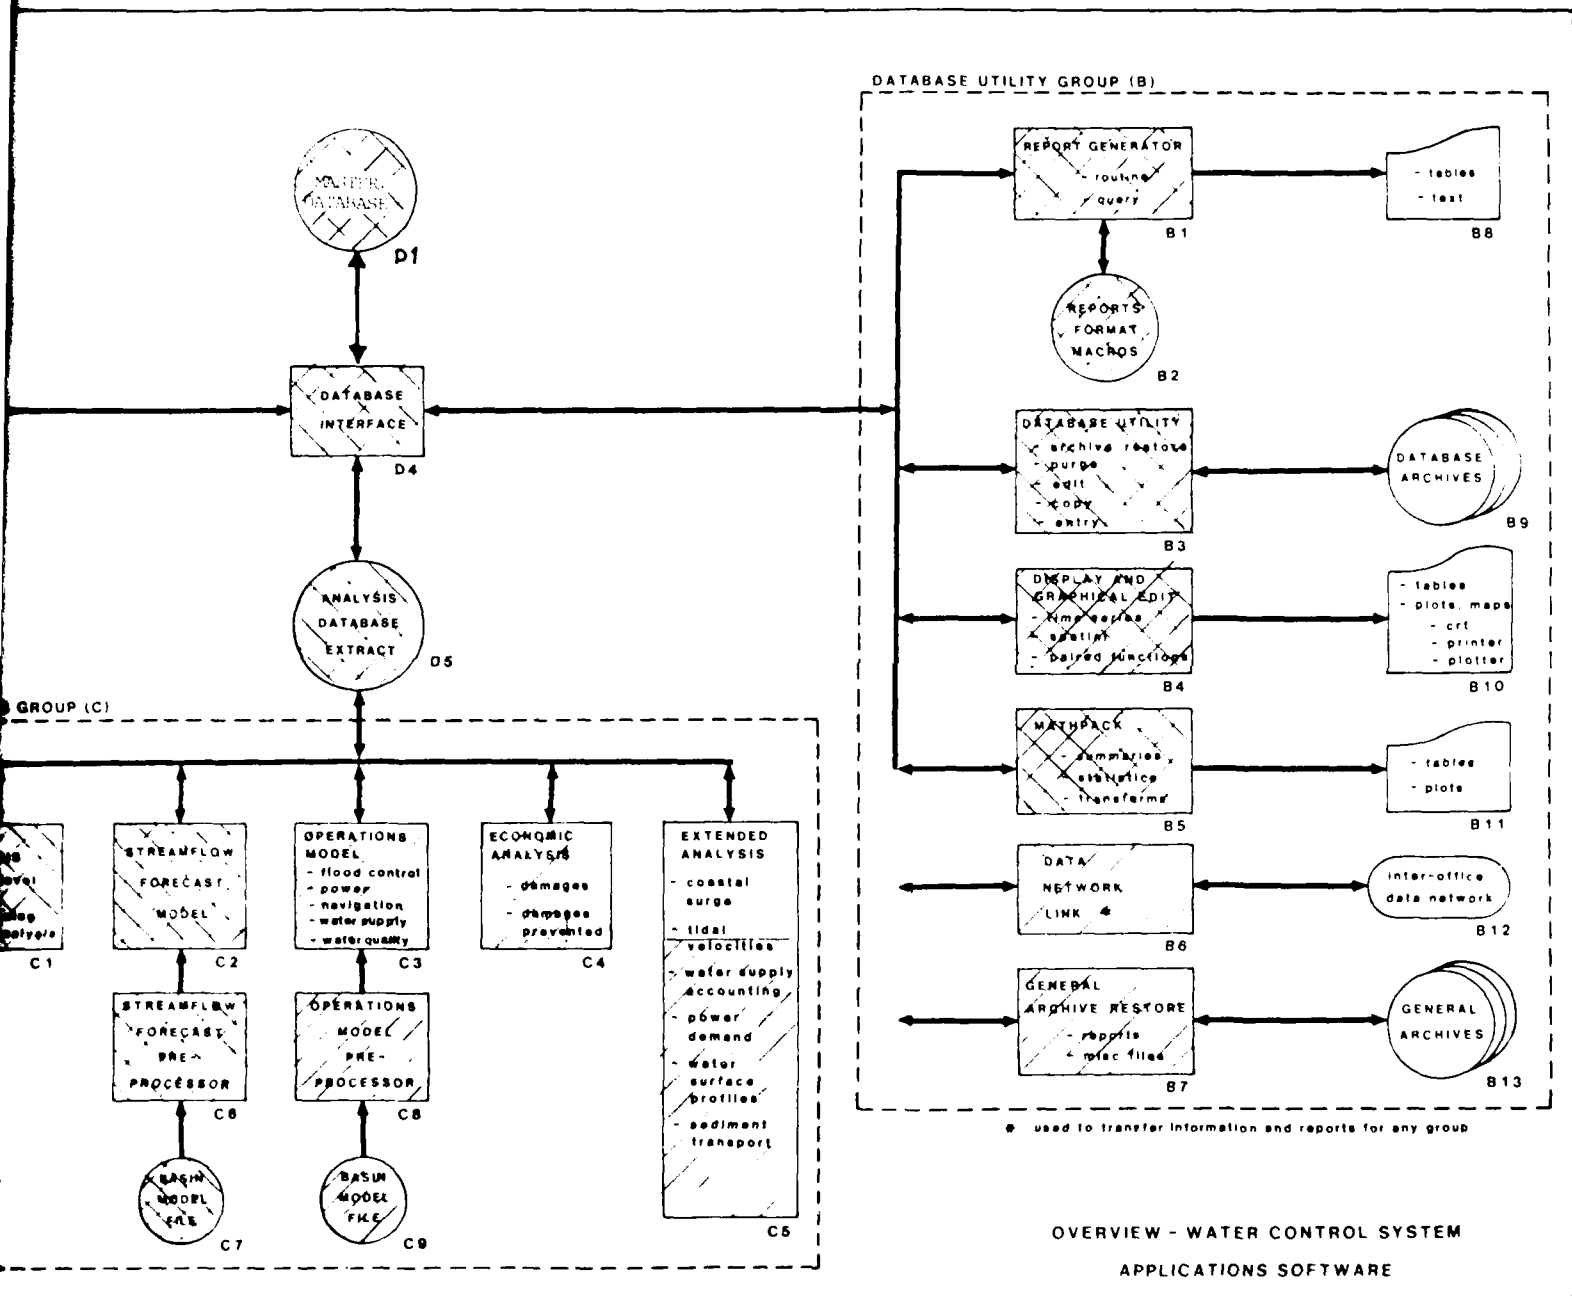 DATABASE UTILITY GROUP (B)
MASTER
DATABASE
D1
DATABASE
INTERFACE
D4
ANALYSIS
DATABASE
EXTRACT
D5
REPORT GENERATOR
- routine
- query
B1
- tables
- text
B8
REPORTS
FORMAT
MACROS
B2
DATABASE UTILITY
- archive restore
- purge
- edit
- copy
- entry
B3
DATABASE
ARCHIVES
B9
DISPLAY AND
GRAPHICAL EDIT
- time series
- spatial
- paired functions
B4
- tables
- plots, maps
- crt
- printer
- plotter
B10
MATHPACK
- summaries
- statistics
- transforms
B5
- tables
- plots
B11
DATA
NETWORK
LINK *
B6
inter-office
data network
B12
GENERAL
ARCHIVE RESTORE
- reports
- misc files
B7
GENERAL
ARCHIVES
B13
* used to transfer information and reports for any group
GROUP (C)
C1
STREAMFLOW
FORECAST
MODEL
C2
OPERATIONS
MODEL
- flood control
- power
- navigation
- water supply
- water quality
C3
ECONOMIC
ANALYSIS
- damages
- damages
prevented
C4
EXTENDED
ANALYSIS
- coastal
surge
- tidal
velocities
- water supply
accounting
- power
demand
- water
surface
profiles
- sediment
transport
C5
STREAMFLOW
FORECAST
PRE-
PROCESSOR
C6
OPERATIONS
MODEL
PRE-
PROCESSOR
C8
BASIN
MODEL
FILE
C7
BASIN
MODEL
FILE
C9
OVERVIEW - WATER CONTROL SYSTEM
APPLICATIONS SOFTWARE